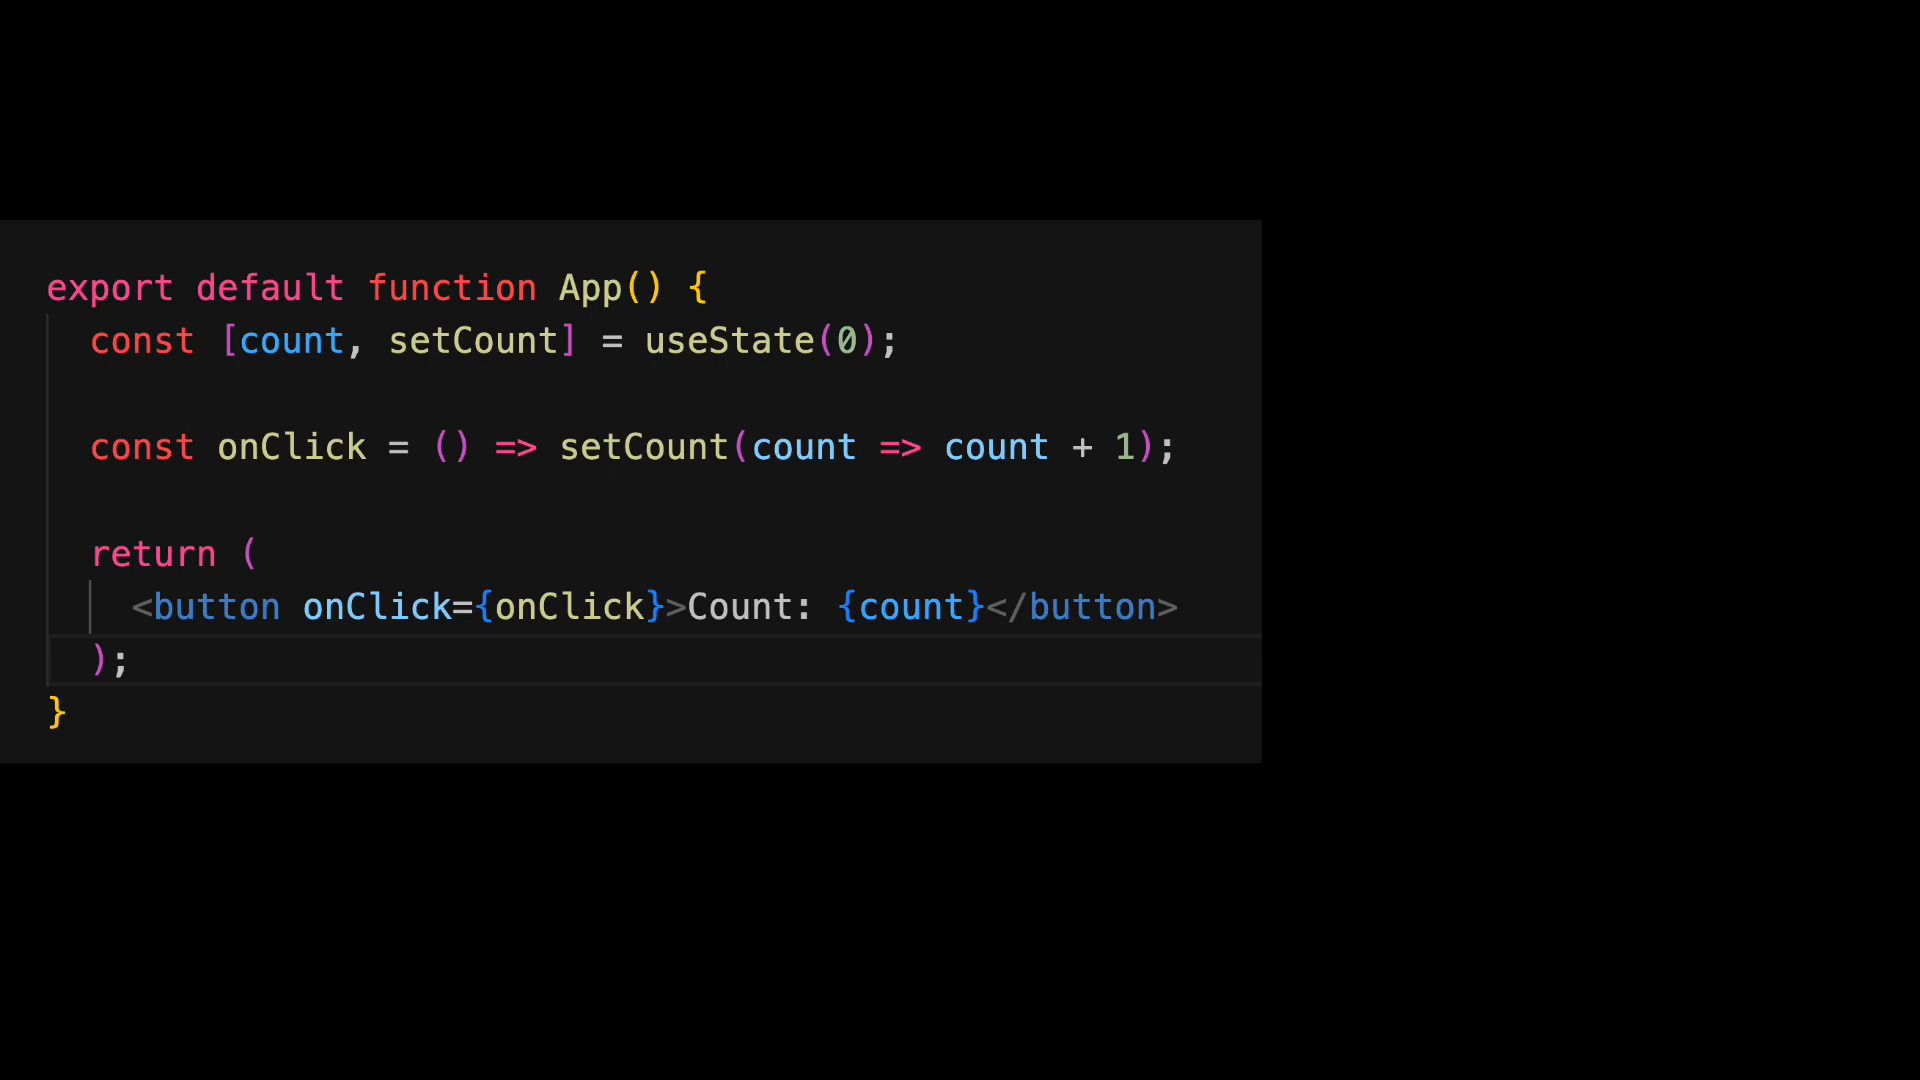 export default function App() {
  const [count, setCount] = useState(0);

  const onClick = () => setCount(count => count + 1);

  return (
    <button onClick={onClick}>Count: {count}</button>
  );
}